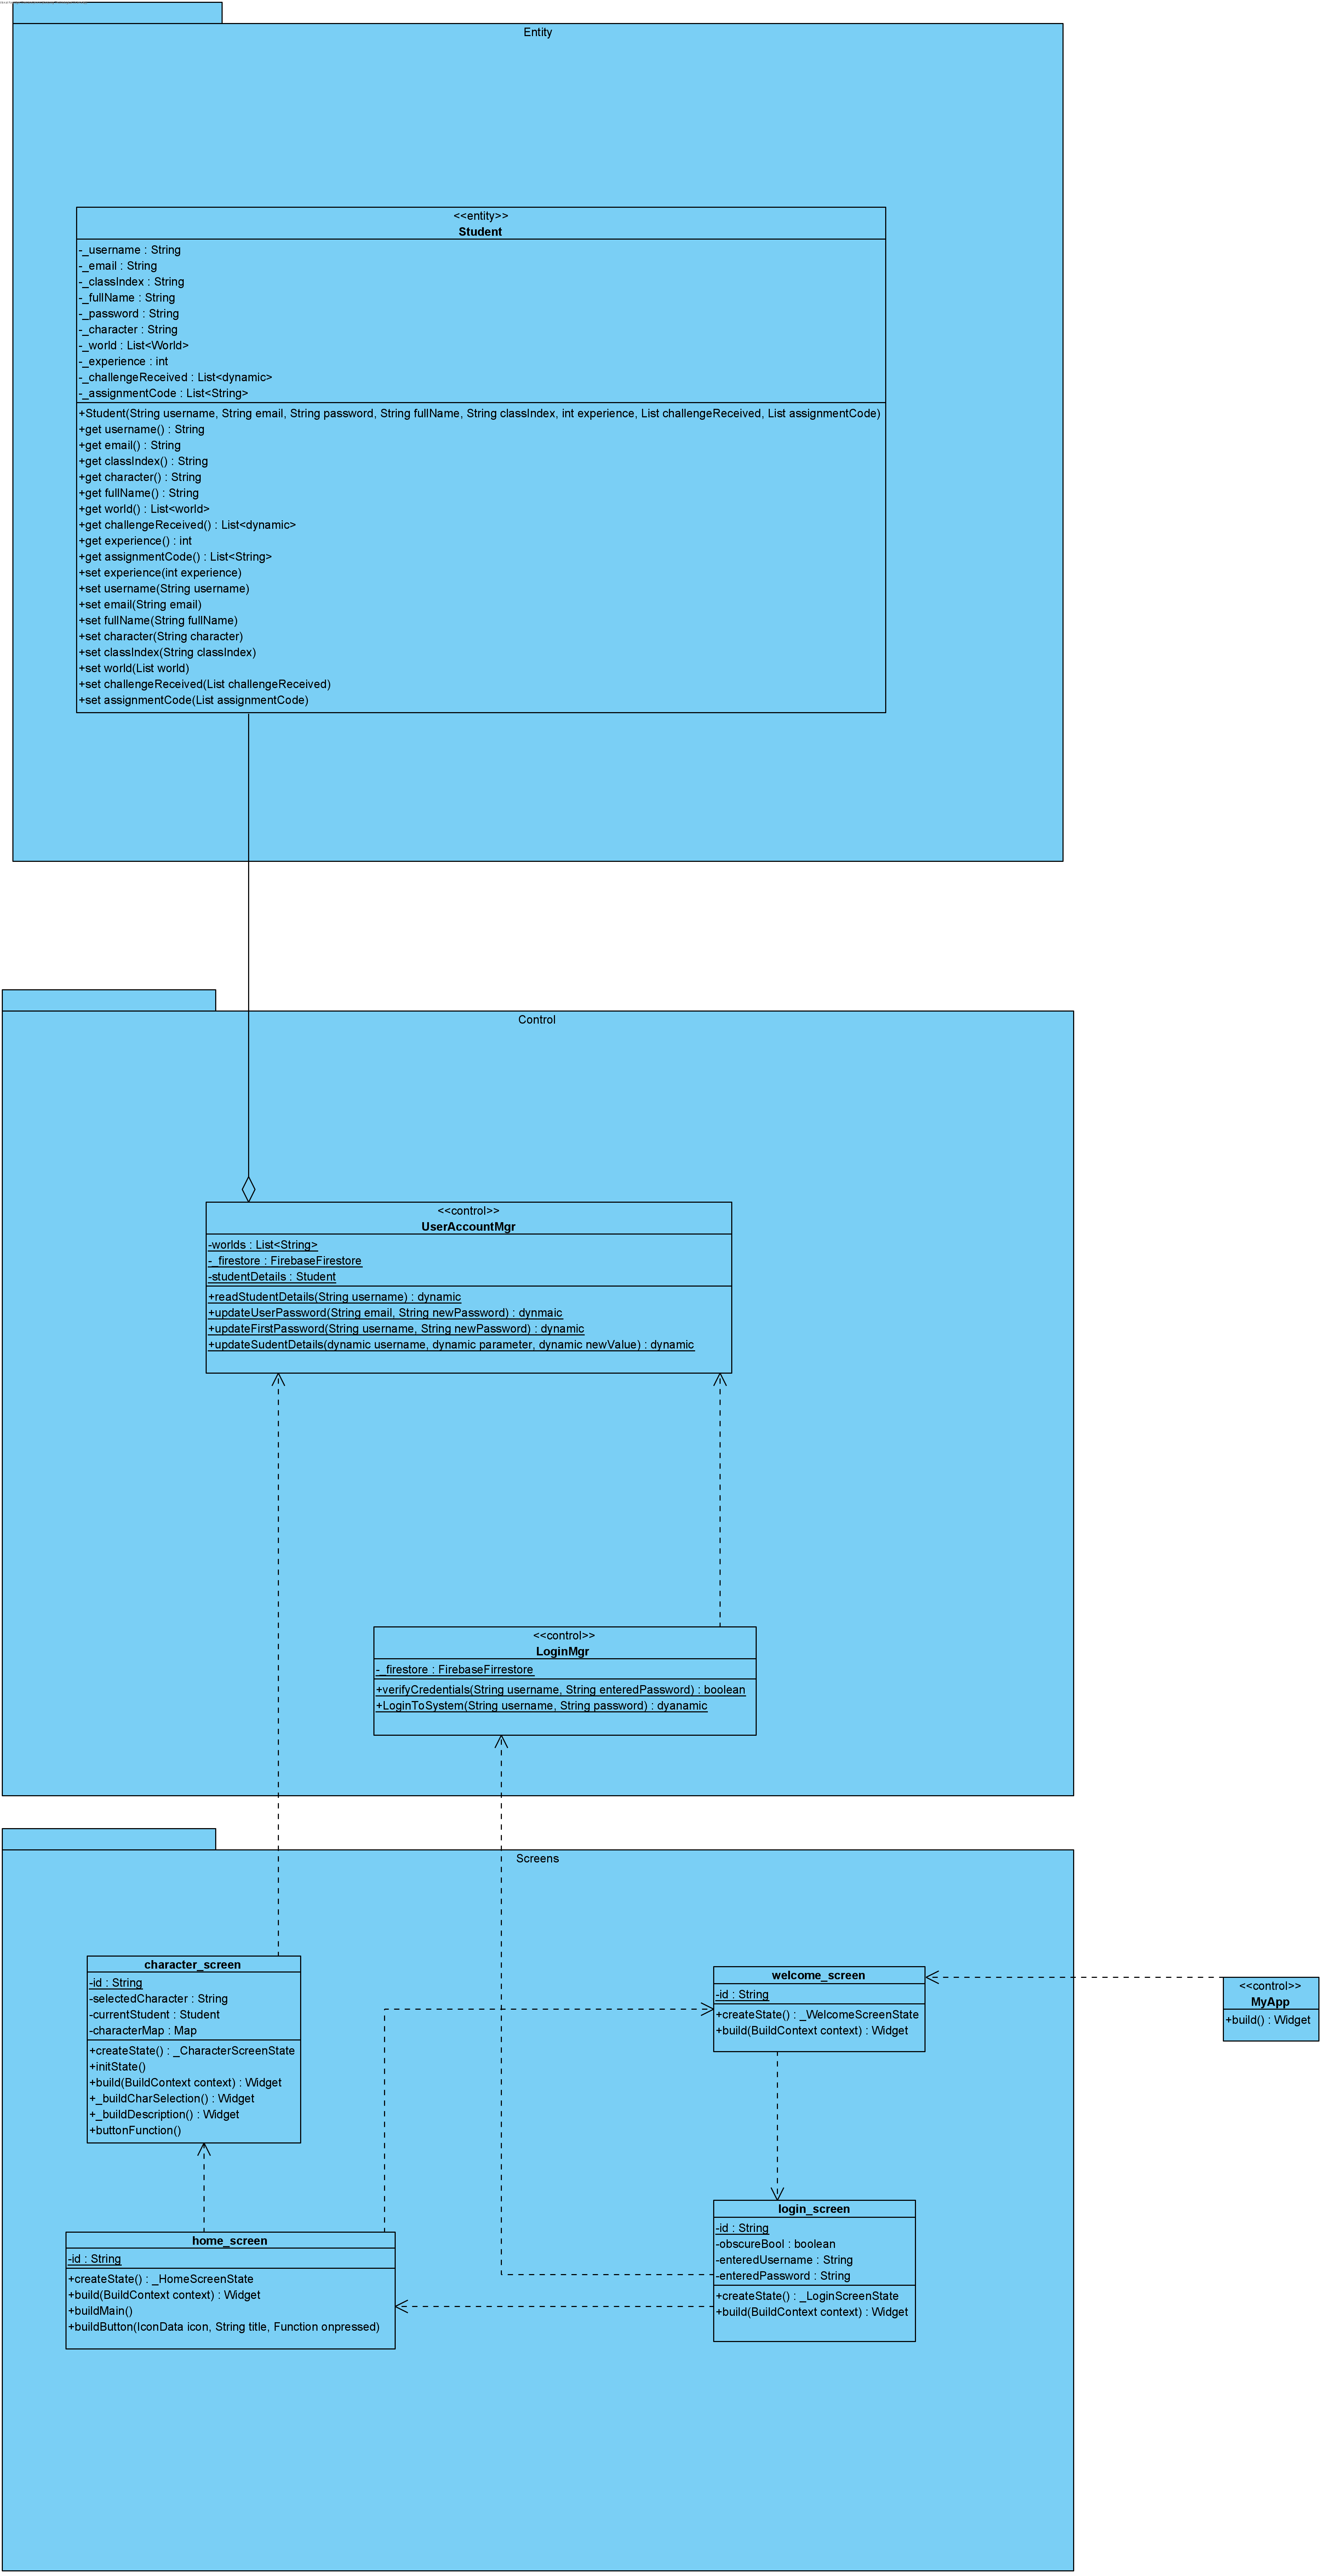 Entity
<<entity>>
Student
-_username : String
-_email : String
-_classIndex : String
-_fullName : String
-_password : String
-_character : String
-_world : List<World>
-_experience : int
-_challengeReceived : List<dynamic>
-_assignmentCode : List<String>
+Student(String username, String email, String password, String fullName, String classIndex, int experience, List challengeReceived, List assignmentCode)
+get username() : String
+get email() : String
+get classIndex() : String
+get character() : String
+get fullName() : String
+get world() : List<world>
+get challengeReceived() : List<dynamic>
+get experience() : int
+get assignmentCode() : List<String>
+set experience(int experience)
+set username(String username)
+set email(String email)
+set fullName(String fullName)
+set character(String character)
+set classIndex(String classIndex)
+set world(List world)
+set challengeReceived(List challengeReceived)
+set assignmentCode(List assignmentCode)
Control
<<control>>
UserAccountMgr
-worlds : List<String>
-_firestore : FirebaseFirestore
-studentDetails : Student
+readStudentDetails(String username) : dynamic
+updateUserPassword(String email, String newPassword) : dynmaic
+updateFirstPassword(String username, String newPassword) : dynamic
+updateSudentDetails(dynamic username, dynamic parameter, dynamic newValue) : dynamic
<<control>>
LoginMgr
-_firestore : FirebaseFirrestore
+verifyCredentials(String username, String enteredPassword) : boolean
+LoginToSystem(String username, String password) : dyanamic
Screens
character_screen
-id : String
-selectedCharacter : String
-currentStudent : Student
-characterMap : Map
+createState() : _CharacterScreenState
+initState()
+build(BuildContext context) : Widget
+_buildCharSelection() : Widget
+_buildDescription() : Widget
+buttonFunction()
welcome_screen
-id : String
+createState() : _WelcomeScreenState
+build(BuildContext context) : Widget
<<control>>
MyApp
+build() : Widget
home_screen
-id : String
+createState() : _HomeScreenState
+build(BuildContext context) : Widget
+buildMain()
+buildButton(IconData icon, String title, Function onpressed)
login_screen
-id : String
-obscureBool : boolean
-enteredUsername : String
-enteredPassword : String
+createState() : _LoginScreenState
+build(BuildContext context) : Widget